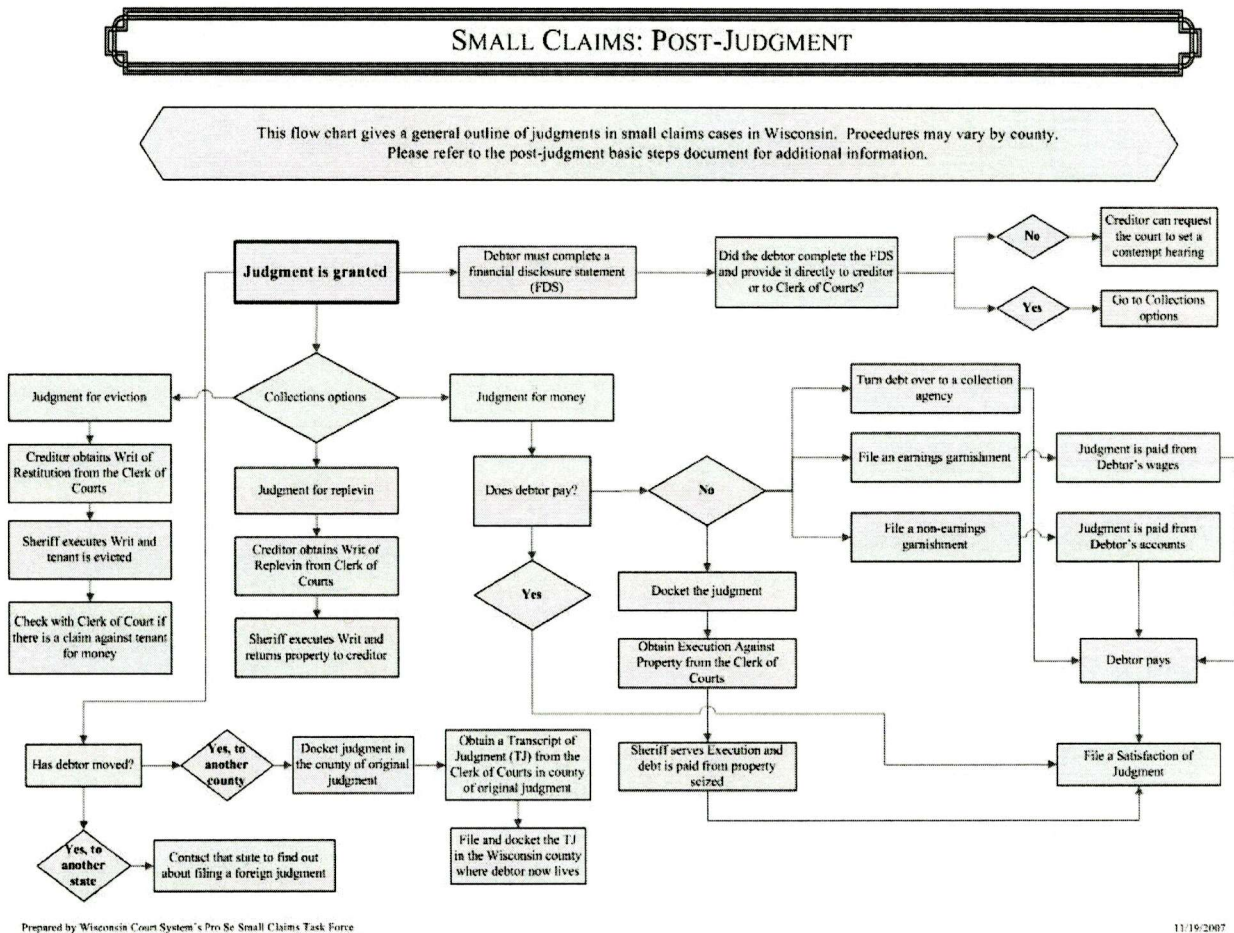 SMALL CLAIMS: POST-JUDGMENT
This flow chart gives a general outline of judgments in small claims cases in Wisconsin. Procedures may vary by county.
Please refer to the post-judgment basic steps document for additional information.
Judgment is granted
Debtor must complete a
financial disclosure statement
(FDS)
Did the debtor complete the FDS
and provide it directly to creditor
or to Clerk of Courts?
No
Creditor can request
the court to set a
contempt hearing
Yes
Go to Collections
options
Judgment for eviction
Collections options
Judgment for money
Creditor obtains Writ of
Restitution from the Clerk of
Courts
Sheriff executes Writ and
tenant is evicted
Check with Clerk of Court if
there is a claim against tenant
for money
Judgment for replevin
Creditor obtains Writ of
Replevin from Clerk of
Courts
Sheriff executes Writ and
returns property to creditor
Does debtor pay?
No
Yes
Turn debt over to a collection
agency
File an earnings garnishment
Judgment is paid from
Debtor's wages
File a non-earnings
garnishment
Judgment is paid from
Debtor's accounts
Docket the judgment
Obtain Execution Against
Property from the Clerk of
Courts
Sheriff serves Execution and
debt is paid from property
seized
Debtor pays
File a Satisfaction of
Judgment
Has debtor moved?
Yes, to
another
county
Docket judgment in
the county of original
judgment
Obtain a Transcript of
Judgment (TJ) from the
Clerk of Courts in county
of original judgment
File and docket the TJ
in the Wisconsin county
where debtor now lives
Yes, to
another
state
Contact that state to find out
about filing a foreign judgment
Prepared by Wisconsin Court System's Pro Se Small Claims Task Force
11/19/2007